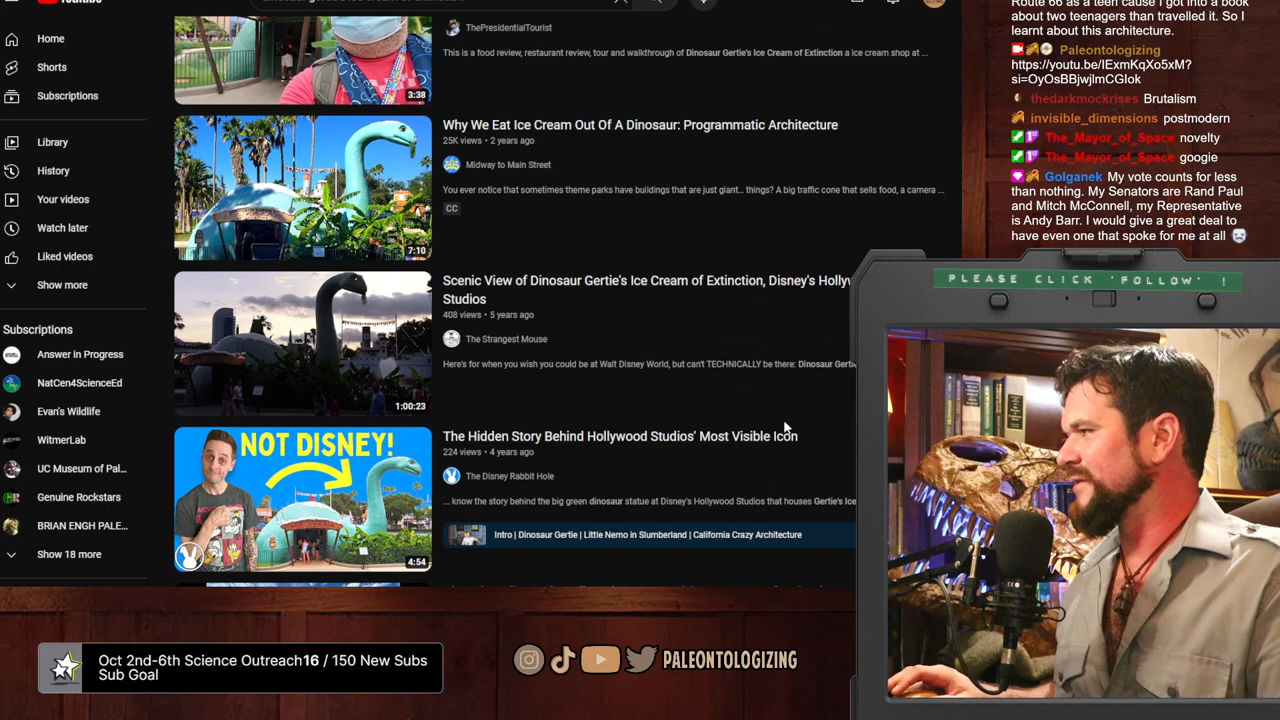 Home
Shorts
Subscriptions
Library
History
Your videos
Watch later
Liked videos
Show more
Subscriptions
Answer in Progress
NatCen4ScienceEd
Evan's Wildlife
WitmerLab
UC Museum of Pal...
Genuine Rockstars
BRIAN ENGH PALE...
Show 18 more
ThePresidentialTourist
This is a food review, restaurant review, tour and walkthrough of Dinosaur Gertie's Ice Cream of Extinction a ice cream shop at ...
3:38
Why We Eat Ice Cream Out Of A Dinosaur: Programmatic Architecture
25K views • 2 years ago
Midway to Main Street
You ever notice that sometimes theme parks have buildings that are just giant... things? A big traffic cone that sells food, a camera ...
CC
7:10
Scenic View of Dinosaur Gertie's Ice Cream of Extinction, Disney's Hollyw
Studios
408 views • 5 years ago
The Strangest Mouse
Here's for when you wish you could be at Walt Disney World, but can't TECHNICALLY be there: Dinosaur Gertie
1:00:23
NOT DISNEY!
4:54
The Hidden Story Behind Hollywood Studios' Most Visible Icon
224 views • 4 years ago
The Disney Rabbit Hole
... know the story behind the big green dinosaur statue at Disney's Hollywood Studios that houses Gertie's Ice
Intro | Dinosaur Gertie | Little Nemo in Slumberland | California Crazy Architecture
Route 66 as a teen cause I got into a book
about two teenagers than travelled it. So I
learnt about this architecture.
Paleontologizing
https://youtu.be/IExmKqXo5xM?
si=OyOsBBjwjlmCGIok
thedarkmockrises Brutalism
invisible_dimensions postmodern
The_Mayor_of_Space novelty
The_Mayor_of_Space googie
Golganek My vote counts for less
than nothing. My Senators are Rand Paul
and Mitch McConnell, my Representative
is Andy Barr. I would give a great deal to
have even one that spoke for me at all
PLEASE CLICK 'FOLLOW' !
Oct 2nd-6th Science Outreach 16 / 150 New Subs
Sub Goal
PALEONTOLOGIZING